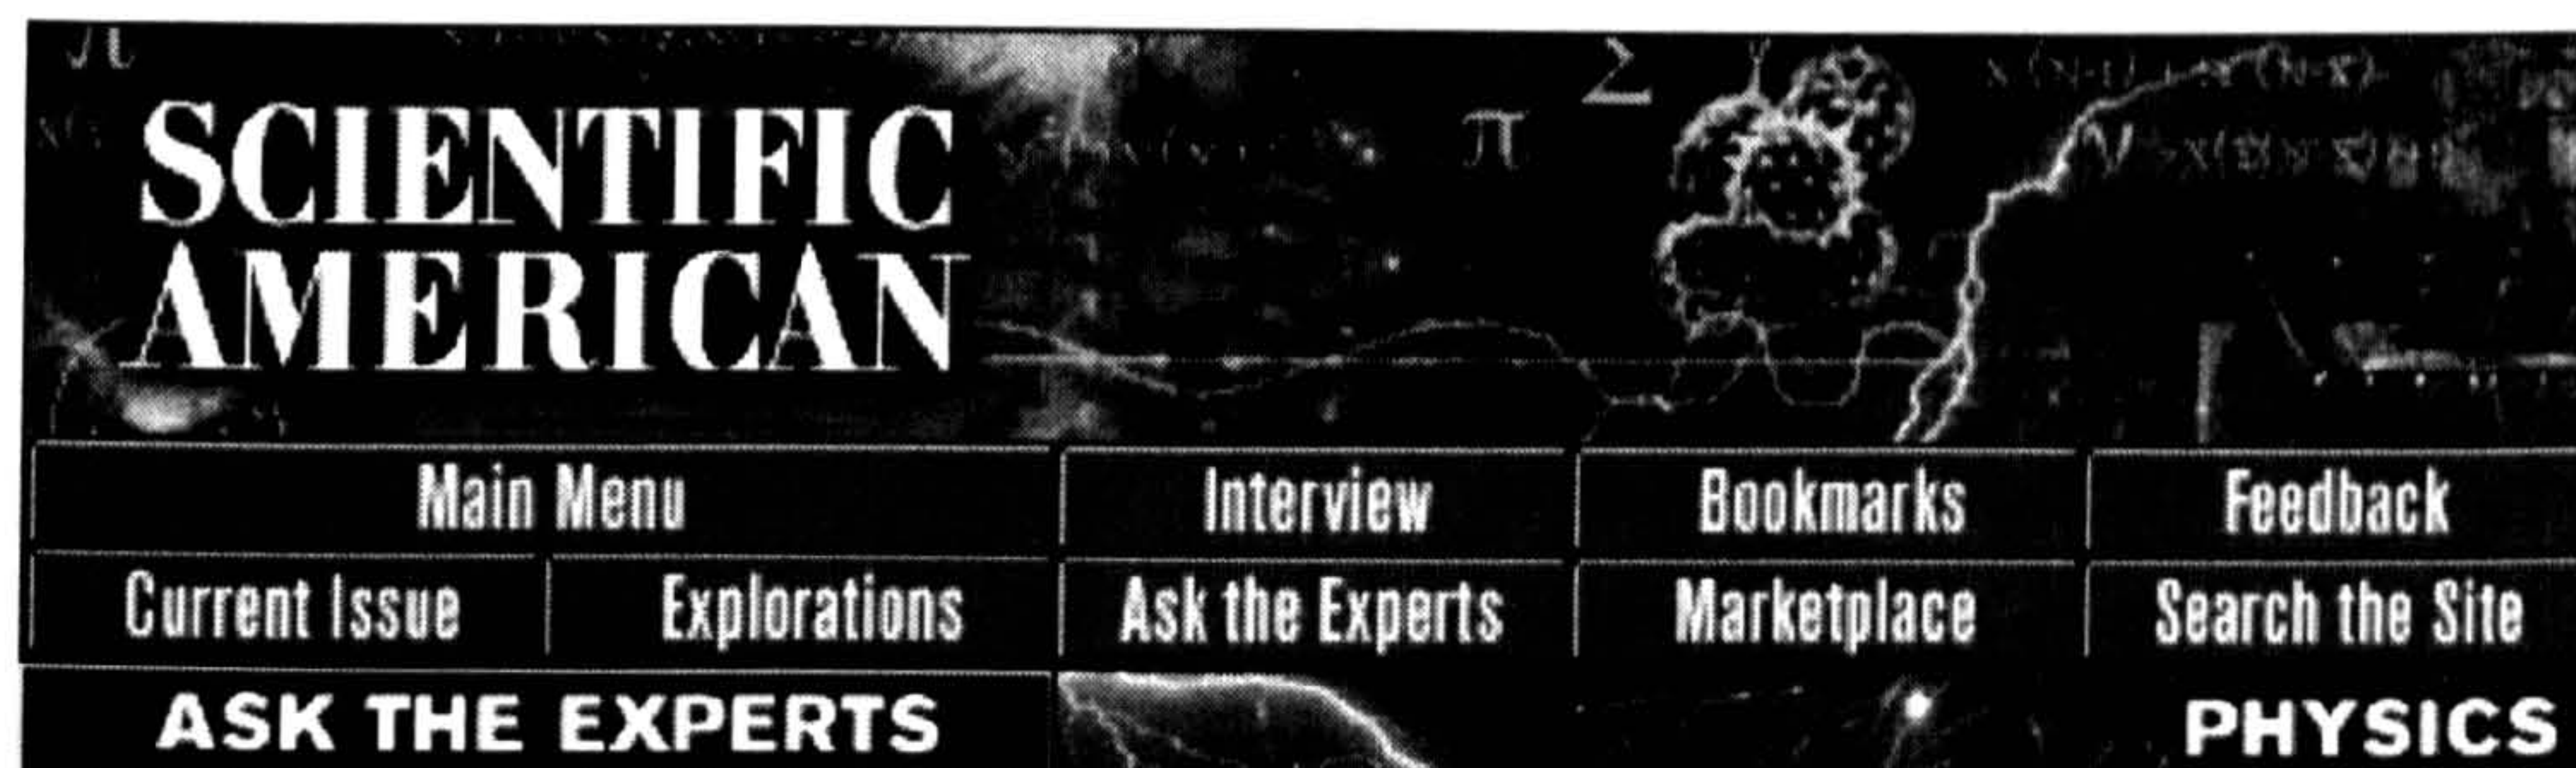 π
Σ
π
SCIENTIFIC
AMERICAN
Main Menu Interview Bookmarks Feedback
Current Issue Explorations Ask the Experts Marketplace Search the Site
ASK THE EXPERTS PHYSICS